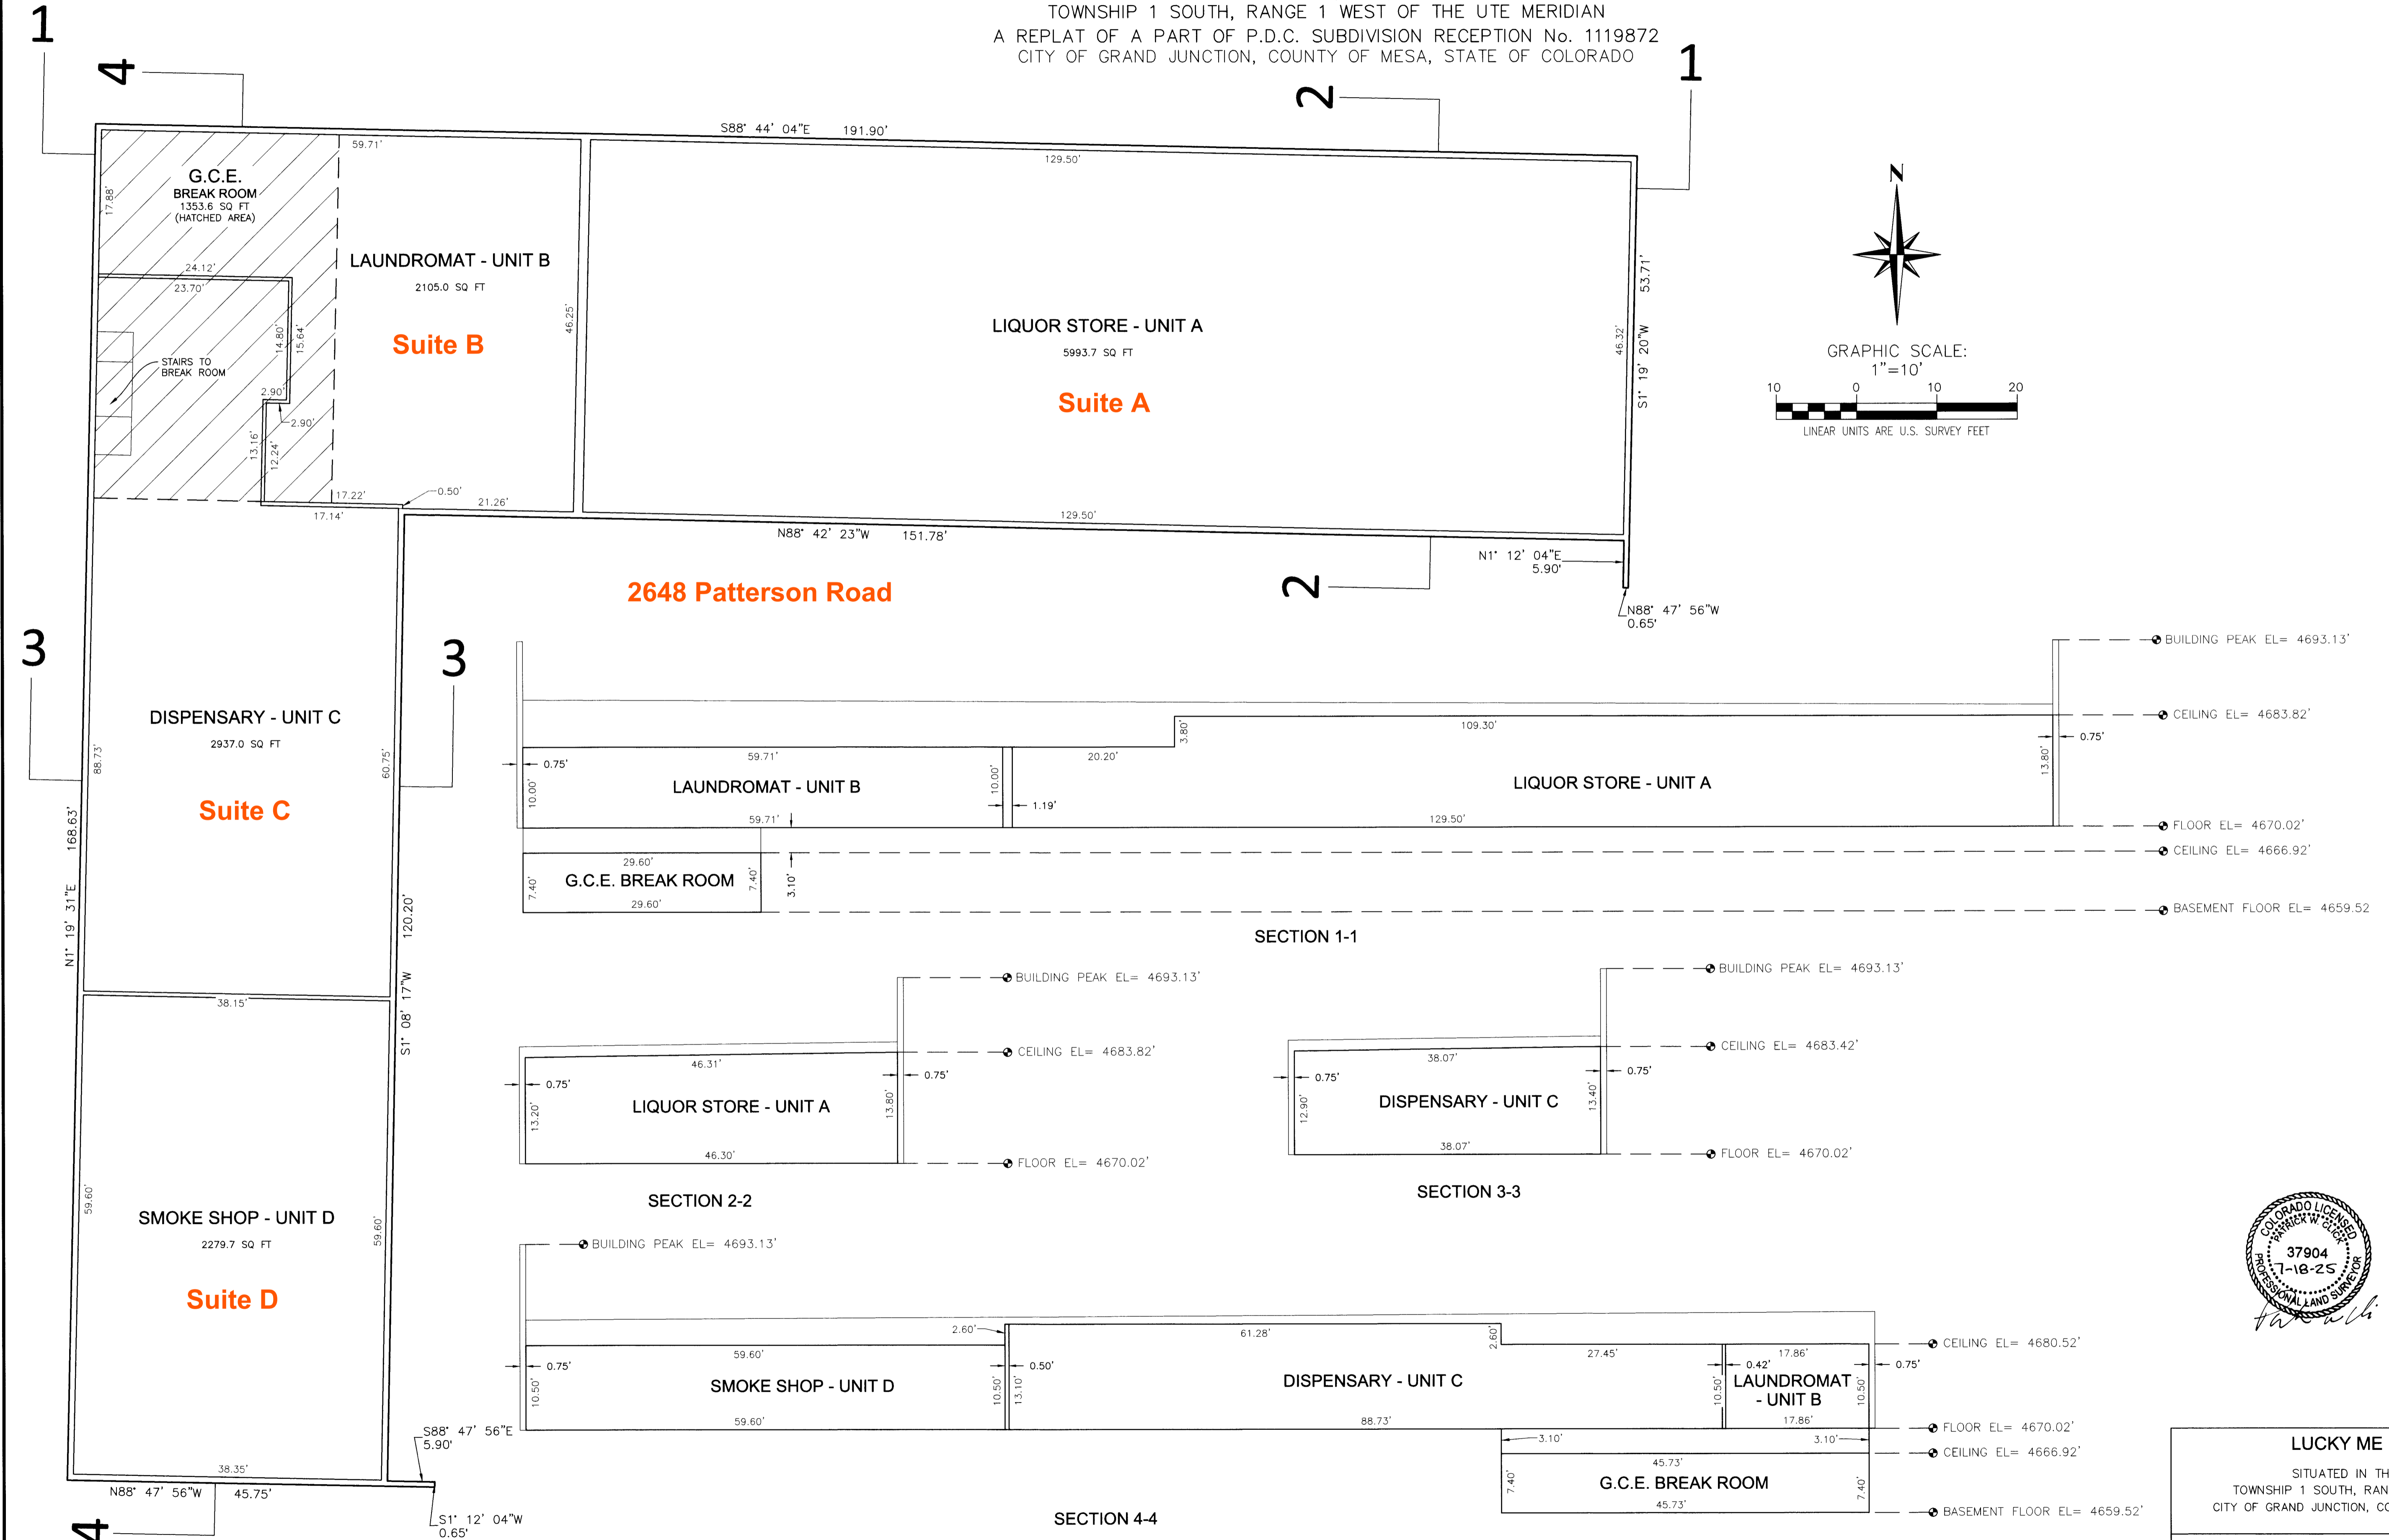 TOWNSHIP 1 SOUTH, RANGE 1 WEST OF THE UTE MERIDIAN
A REPLAT OF A PART OF P.D.C. SUBDIVISION RECEPTION No. 1119872
CITY OF GRAND JUNCTION, COUNTY OF MESA, STATE OF COLORADO
1
4
2
1
S88° 44' 04"E 191.90'
59.71'
129.50'
G.C.E.
BREAK ROOM
1353.6 SQ FT
(HATCHED AREA)
17.88'
24.12'
23.70'
14.80'
15.64'
STAIRS TO
BREAK ROOM
2.90'
2.90'
13.16'
12.24'
17.22'
0.50'
17.14'
21.26'
LAUNDROMAT - UNIT B
2105.0 SQ FT
Suite B
46.25'
LIQUOR STORE - UNIT A
5993.7 SQ FT
Suite A
46.32'
S1° 19' 20"W 53.71'
129.50'
N88° 42' 23"W 151.78'
N1° 12' 04"E
5.90'
N88° 47' 56"W
0.65'
2
N
GRAPHIC SCALE:
1"=10'
10 0 10 20
LINEAR UNITS ARE U.S. SURVEY FEET
2648 Patterson Road
3
3
DISPENSARY - UNIT C
2937.0 SQ FT
Suite C
88.73'
60.75'
N1° 19' 31"E 168.63'
S1° 08' 17"W 120.20'
38.15'
59.60'
59.60'
SMOKE SHOP - UNIT D
2279.7 SQ FT
Suite D
38.35'
N88° 47' 56"W 45.75'
S88° 47' 56"E
5.90'
S1° 12' 04"W
0.65'
4
BUILDING PEAK EL= 4693.13'
CEILING EL= 4683.82'
109.30'
3.80'
0.75'
59.71'
20.20'
0.75'
10.00'
LAUNDROMAT - UNIT B
10.00'
1.19'
LIQUOR STORE - UNIT A
13.80'
59.71'
129.50'
FLOOR EL= 4670.02'
CEILING EL= 4666.92'
29.60'
7.40'
G.C.E. BREAK ROOM
7.40'
3.10'
29.60'
BASEMENT FLOOR EL= 4659.52
SECTION 1-1
BUILDING PEAK EL= 4693.13'
CEILING EL= 4683.82'
46.31'
0.75'
0.75'
13.20'
LIQUOR STORE - UNIT A
13.80'
46.30'
FLOOR EL= 4670.02'
SECTION 2-2
BUILDING PEAK EL= 4693.13'
CEILING EL= 4683.42'
38.07'
0.75'
0.75'
12.90'
DISPENSARY - UNIT C
13.40'
38.07'
FLOOR EL= 4670.02'
SECTION 3-3
BUILDING PEAK EL= 4693.13'
2.60'
61.28'
2.60'
CEILING EL= 4680.52'
59.60'
27.45'
17.86'
0.75'
0.50'
0.42'
0.75'
10.50'
SMOKE SHOP - UNIT D
10.50'
13.10'
DISPENSARY - UNIT C
10.50'
LAUNDROMAT
- UNIT B
10.50'
59.60'
88.73'
17.86'
FLOOR EL= 4670.02'
3.10'
3.10'
CEILING EL= 4666.92'
45.73'
7.40'
G.C.E. BREAK ROOM
7.40'
45.73'
BASEMENT FLOOR EL= 4659.52'
SECTION 4-4
COLORADO LICENSED
PATRICK W. CLICK
37904
7-18-25
PROFESSIONAL LAND SURVEYOR
LUCKY ME
SITUATED IN TH
TOWNSHIP 1 SOUTH, RAN
CITY OF GRAND JUNCTION, CO